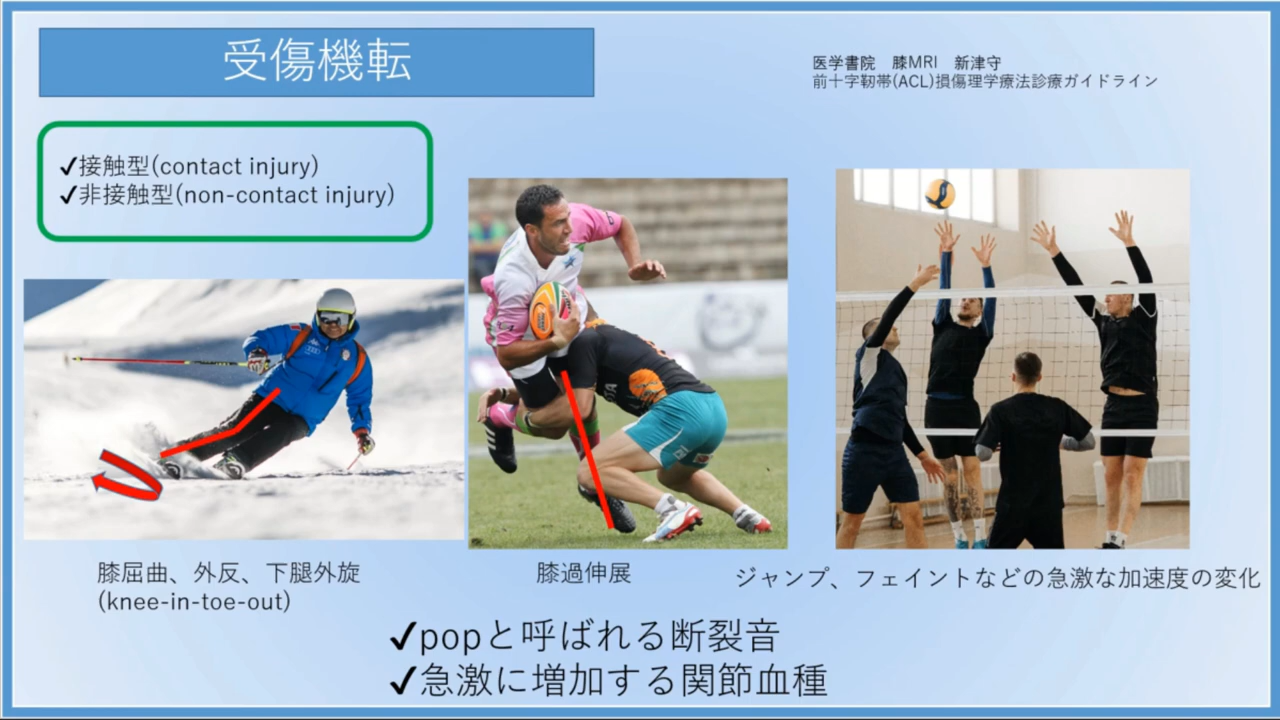 受傷機転
医学書院　膝MRI　新津守
前十字靭帯(ACL)損傷理学療法診療ガイドライン
✓接触型(contact injury)
✓非接触型(non-contact injury)
膝屈曲、外反、下腿外旋
(knee-in-toe-out)
膝過伸展
ジャンプ、フェイントなどの急激な加速度の変化
✓popと呼ばれる断裂音
✓急激に増加する関節血種